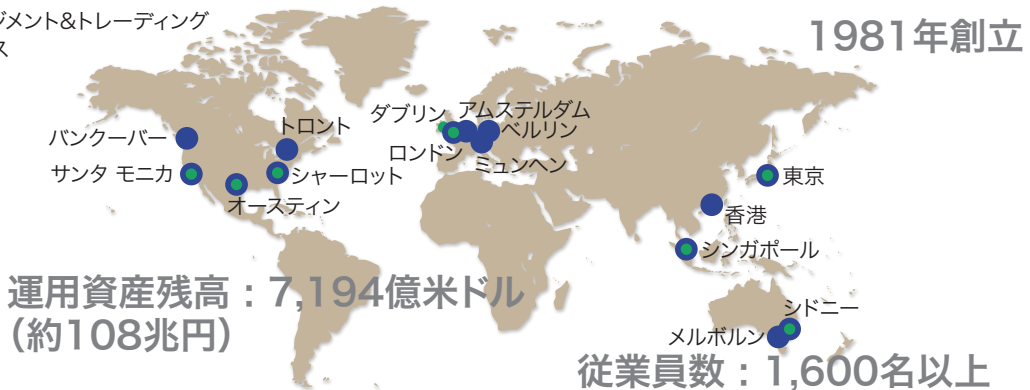 ジメント&トレーディング
ス
1981年創立
ダブリン
アムステルダム
バンクーバー
トロント
ベルリン
ロンドン
ミュンヘン
サンタ モニカ
シャーロット
東京
オースティン
香港
シンガポール
運用資産残高:7,194億米ドル
(約108兆円)
シドニー
メルボルン
従業員数:1,600名以上